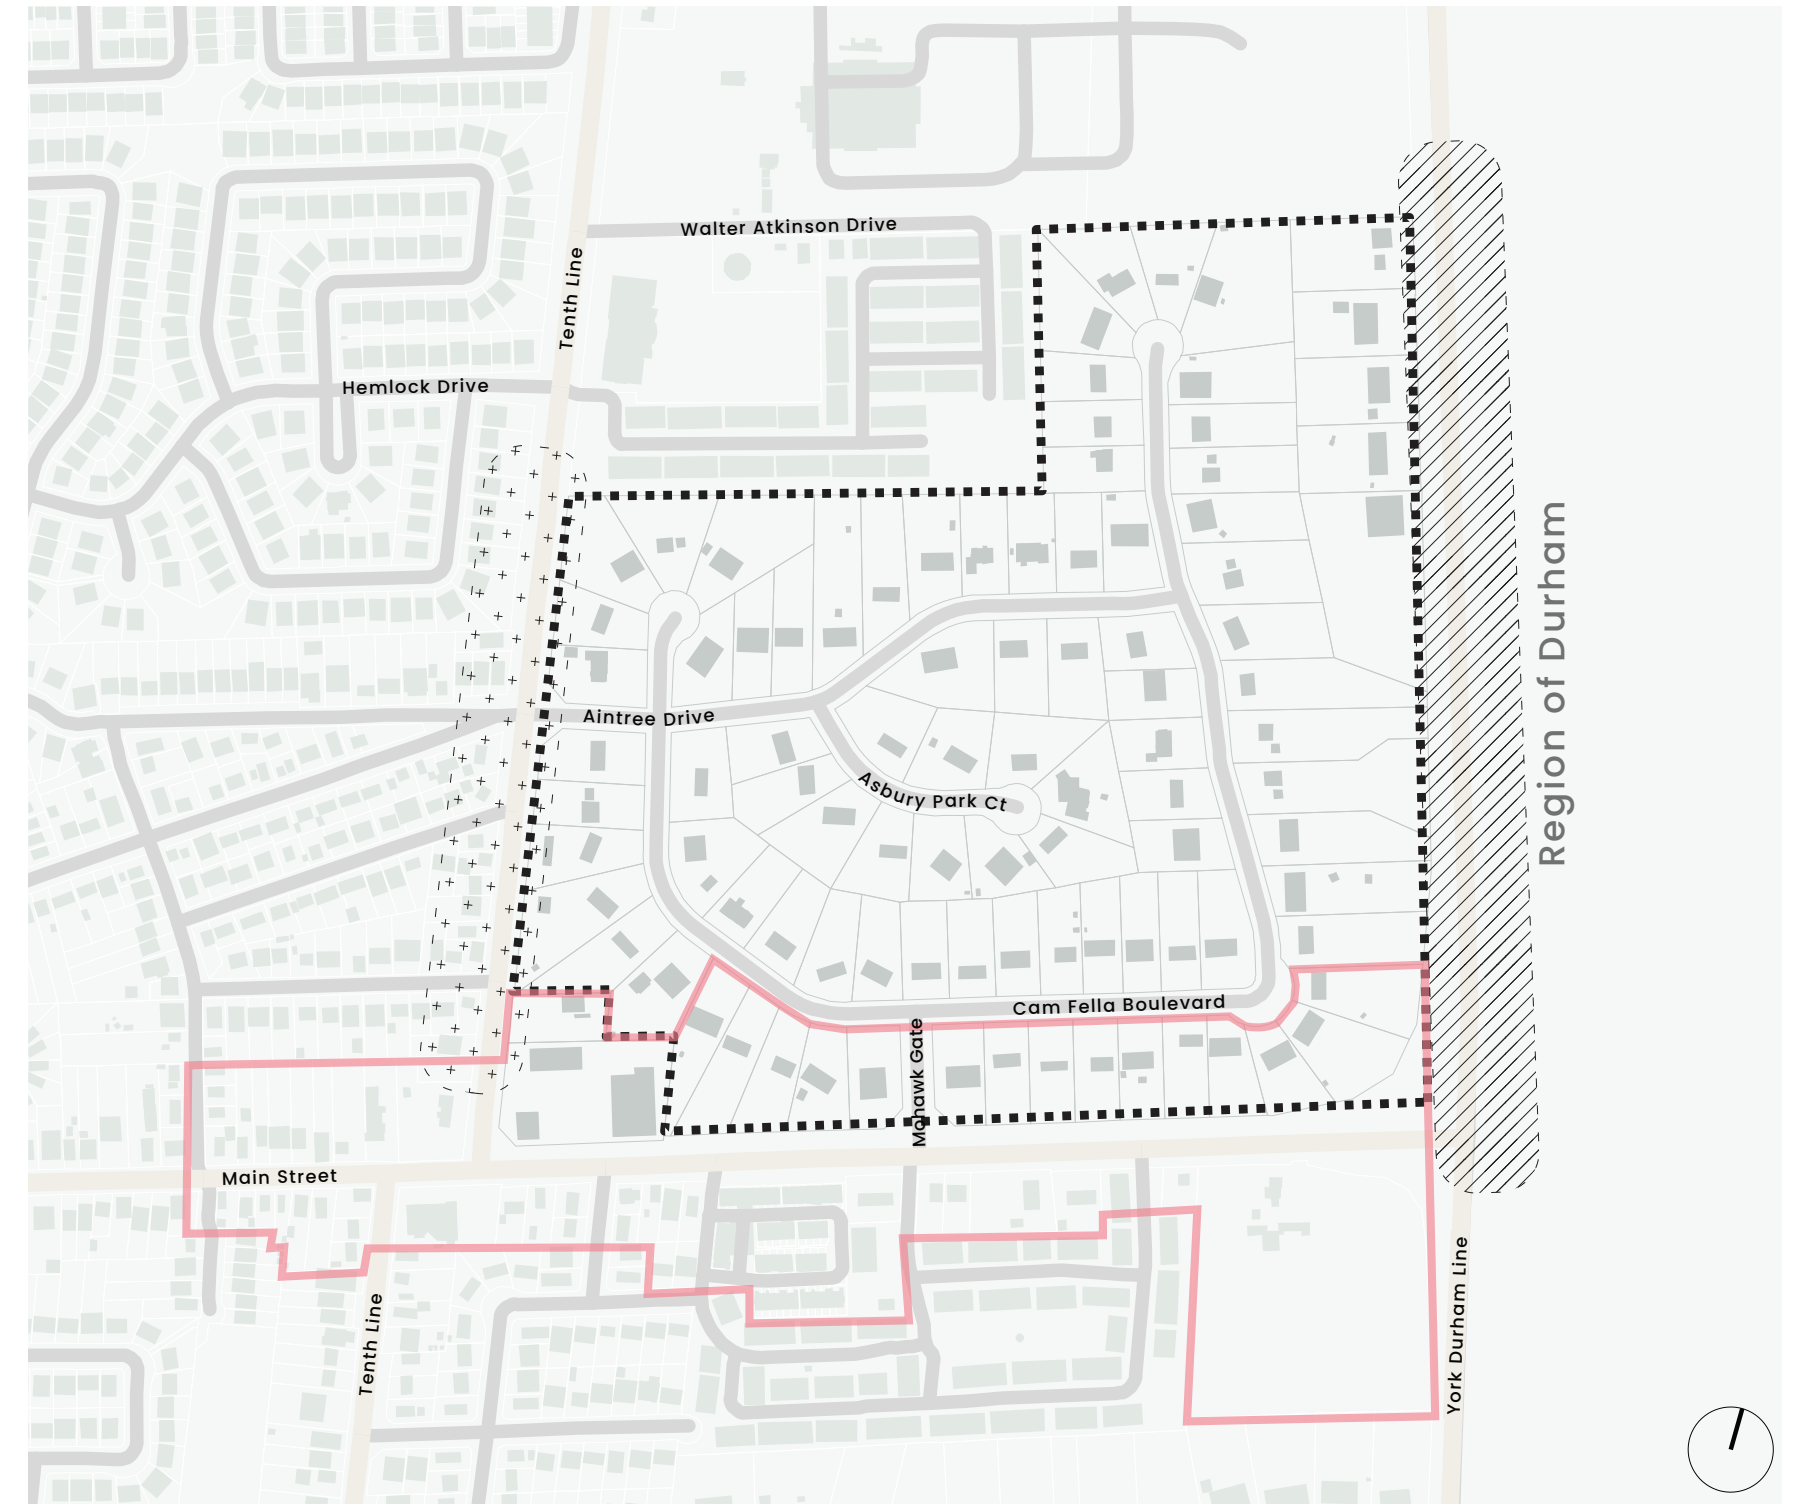 Walter Atkinson Drive
Tenth Line
Hemlock Drive
Region of Durham
Aintree Drive
Asbury Park Ct
Cam Fella Boulevard
Mohawk Gate
Main Street
Tenth Line
York Durham Line